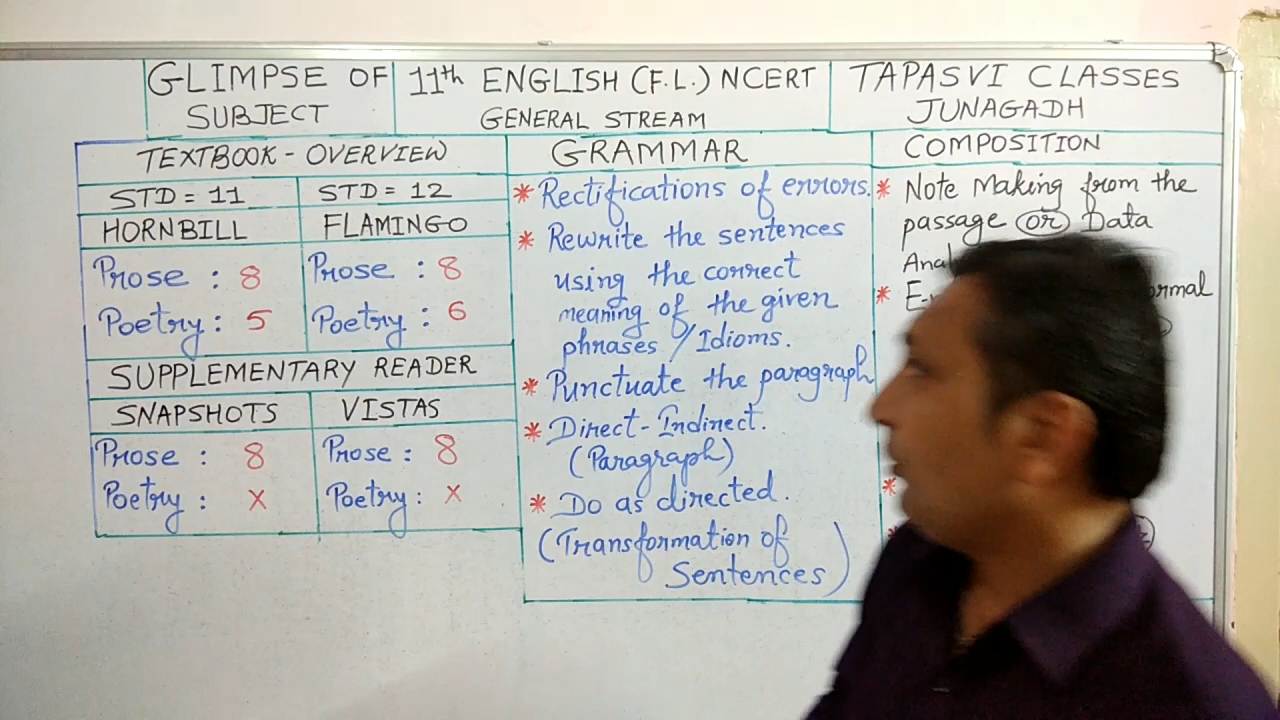 GLIMPSE OF
SUBJECT
11th ENGLISH (F.L.) NCERT
GENERAL STREAM
TAPASVI CLASSES
JUNAGADH
TEXTBOOK - OVERVIEW
STD = 11
STD = 12
HORNBILL
FLAMINGO
Prose : 8
Prose : 8
Poetry : 5
Poetry : 6
SUPPLEMENTARY READER
SNAPSHOTS
VISTAS
Prose : 8
Prose : 8
Poetry : X
Poetry : X
GRAMMAR
* Rectifications of errors.
* Rewrite the sentences
using the correct
meaning of the given
phrases / Idioms.
* Punctuate the paragraph
* Direct - Indirect.
(Paragraph)
* Do as directed.
(Transformation of
Sentences)
COMPOSITION
* Note Making from the
passage or Data
*
*
*